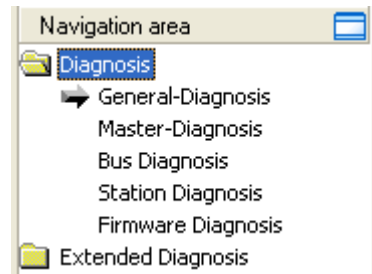 Navigation area
Diagnosis
General-Diagnosis
Master-Diagnosis
Bus Diagnosis
Station Diagnosis
Firmware Diagnosis
Extended Diagnosis